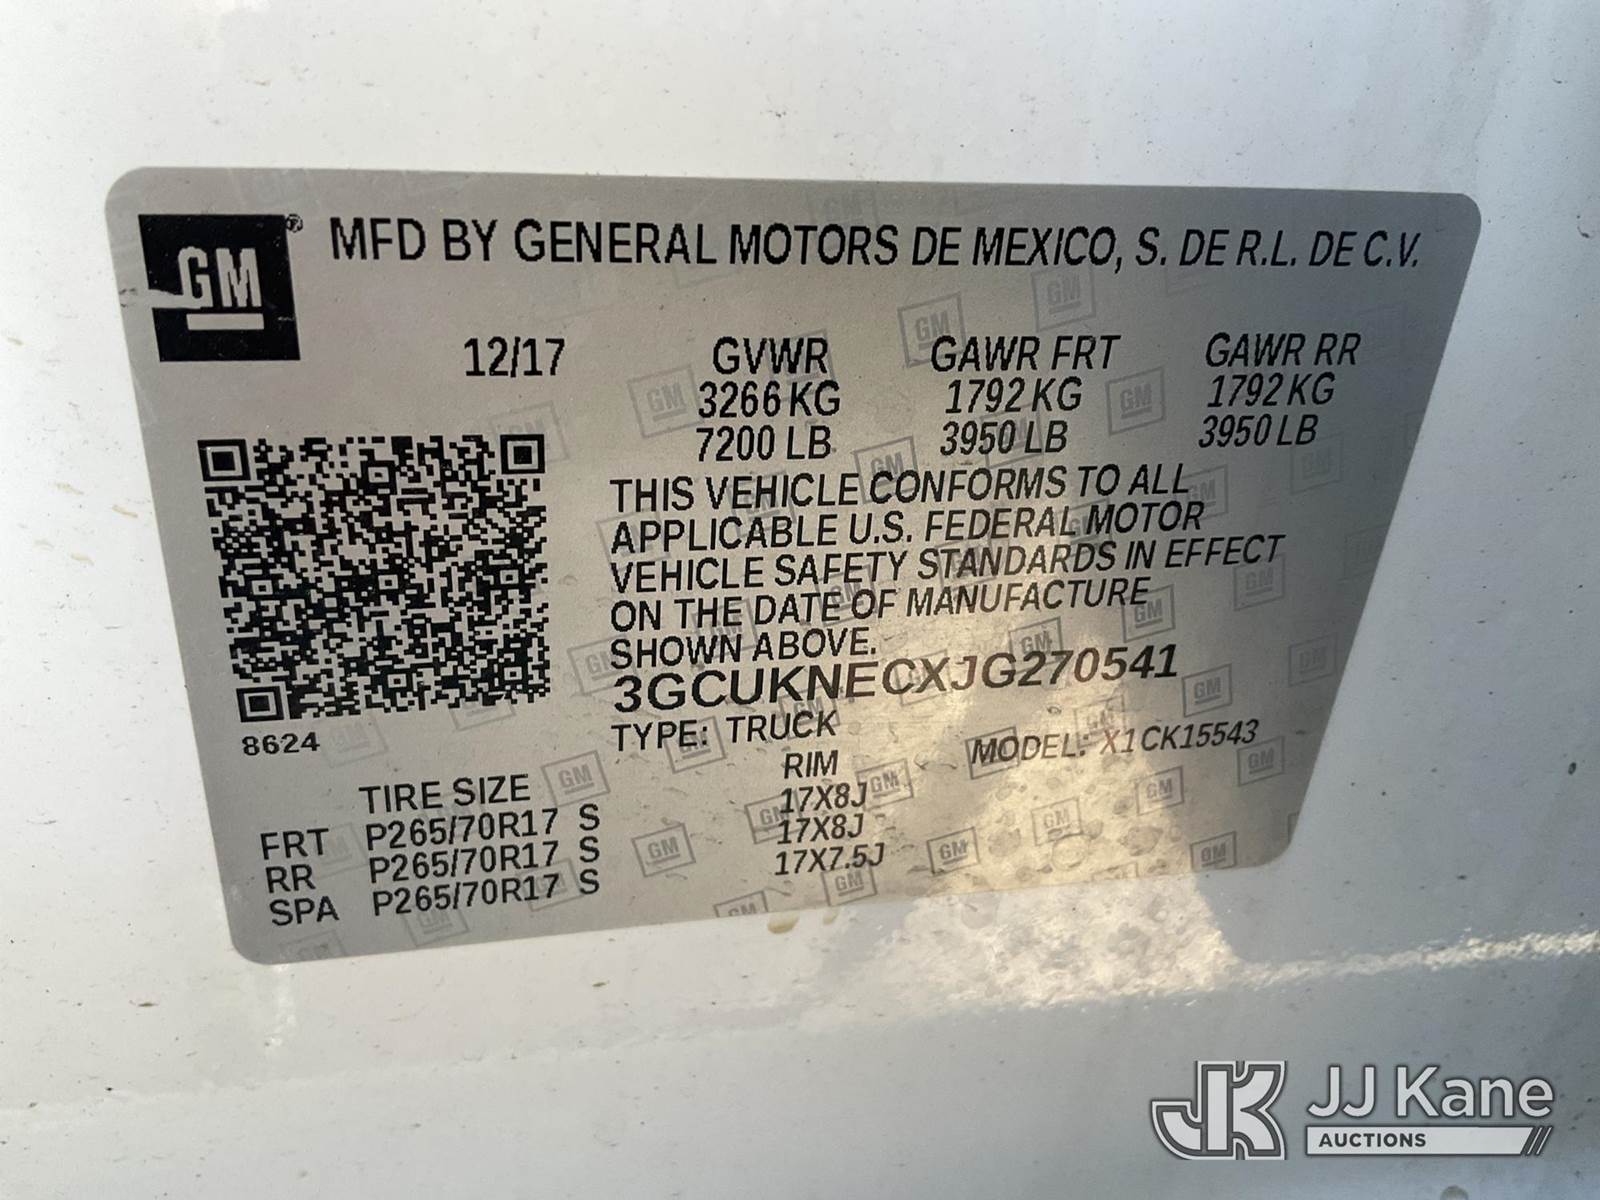 GM®
MFD BY GENERAL MOTORS DE MEXICO, S. DE R.L. DE C.V.
12/17 GVWR GAWR FRT GAWR RR
3266 KG 1792 KG 1792 KG
7200 LB 3950 LB 3950 LB
THIS VEHICLE CONFORMS TO ALL
APPLICABLE U.S. FEDERAL MOTOR
VEHICLE SAFETY STANDARDS IN EFFECT
ON THE DATE OF MANUFACTURE
SHOWN ABOVE.
3GCUKNECXJG270541
8624
TYPE: TRUCK MODEL: X1CK15543
TIRE SIZE RIM
FRT P265/70R17 S 17X8J
RR P265/70R17 S 17X8J
SPA P265/70R17 S 17X7.5J
JK JJ Kane
AUCTIONS